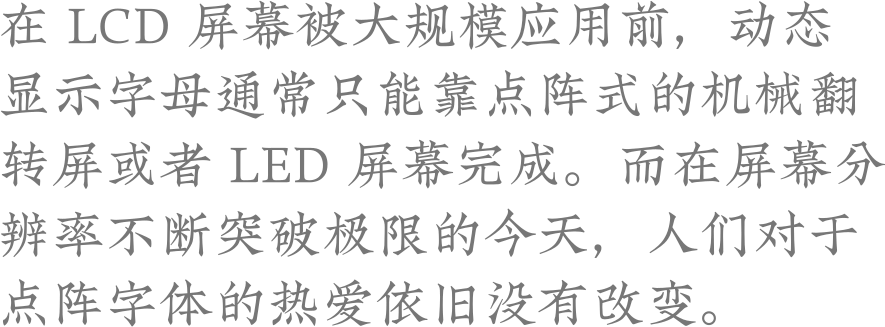 在 LCD 屏幕被大规模应用前，动态
显示字母通常只能靠点阵式的机械翻
转屏或者 LED 屏幕完成。而在屏幕分
辨率不断突破极限的今天，人们对于
点阵字体的热爱依旧没有改变。